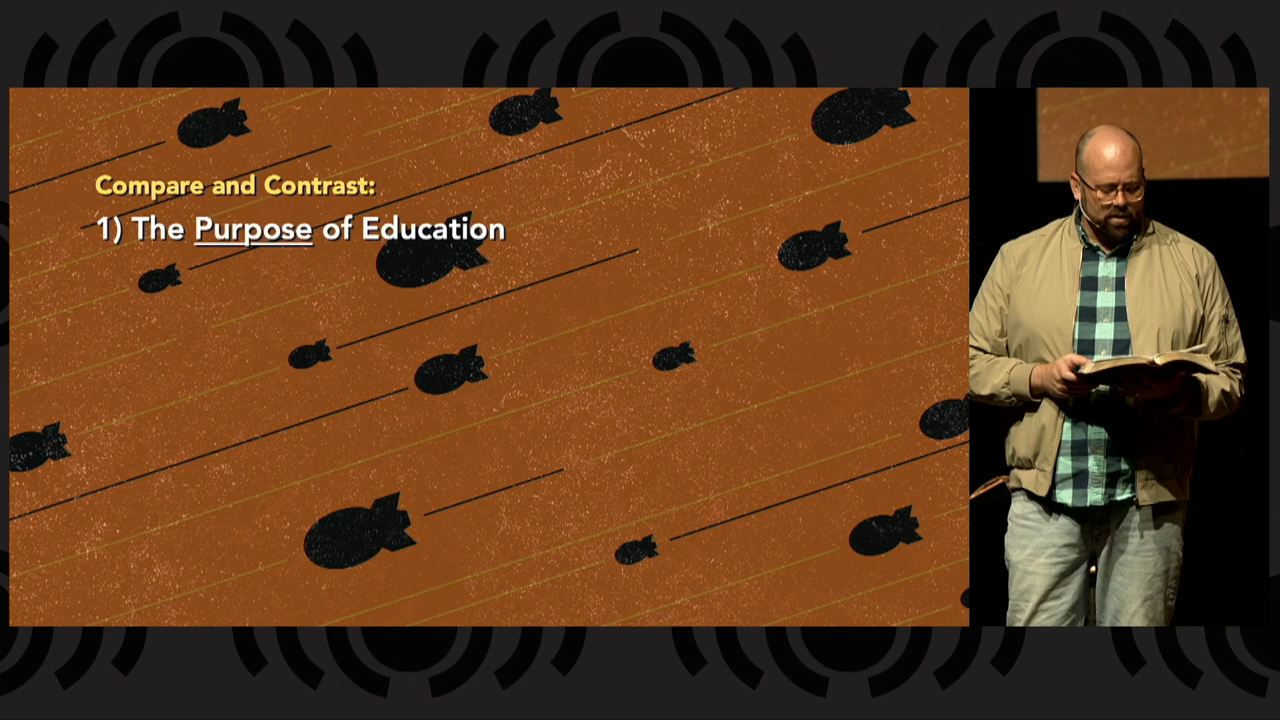 Compare and Contrast:
1) The Purpose of Education